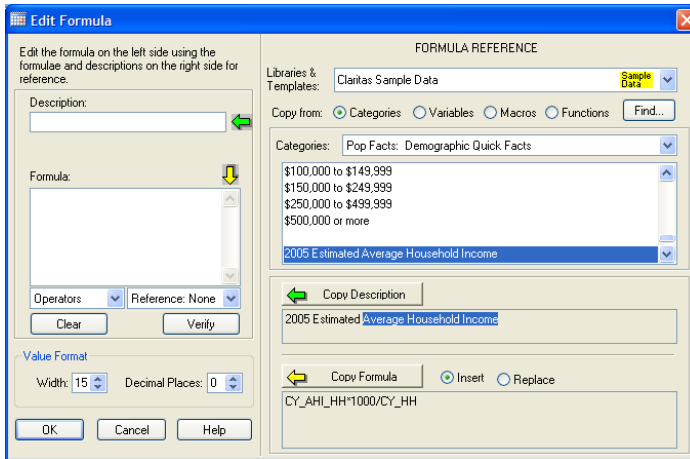 Edit Formula
Edit the formula on the left side using the
formulae and descriptions on the right side for
reference.
Description:
Formula:
Operators
Reference: None
Clear
Verify
Value Format
Width: 15
Decimal Places: 0
OK
Cancel
Help
FORMULA REFERENCE
Libraries &
Templates:
Claritas Sample Data
Sample
Data
Copy from: Categories Variables Macros Functions Find...
Categories: Pop Facts: Demographic Quick Facts
$100,000 to $149,999
$150,000 to $249,999
$250,000 to $499,999
$500,000 or more
2005 Estimated Average Household Income
Copy Description
2005 Estimated Average Household Income
Copy Formula Insert Replace
CY_AHI_HH*1000/CY_HH